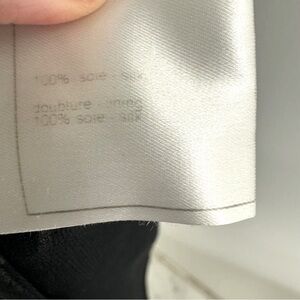 100% soie - silk
doublure - lining
100% soie - silk